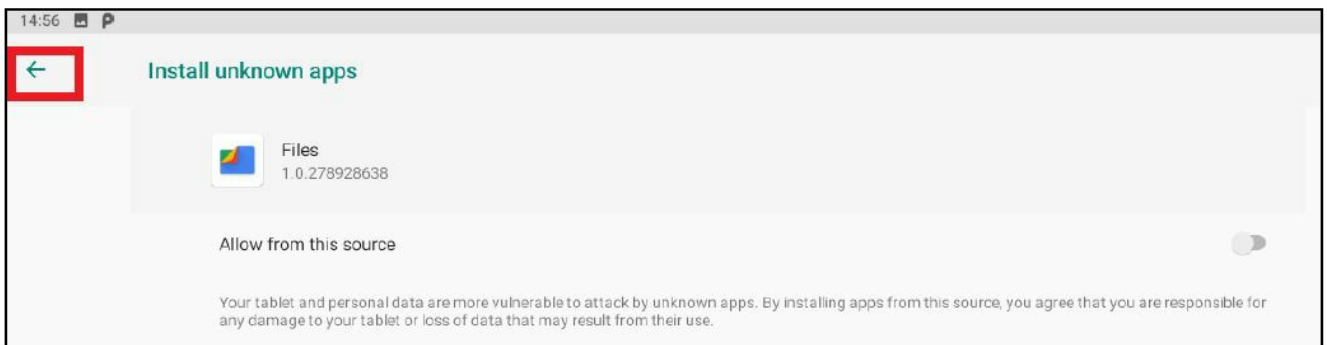 14:56
Install unknown apps
Files
1.0.278928638
Allow from this source
Your tablet and personal data are more vulnerable to attack by unknown apps. By installing apps from this source, you agree that you are responsible for
any damage to your tablet or loss of data that may result from their use.